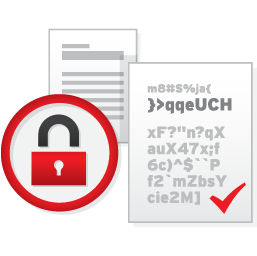 m8#S%ja{
}>qqeUCH
xF?"n?qX
auX47x;f
6c)^$``P
f2`mZbsY
cie2M]